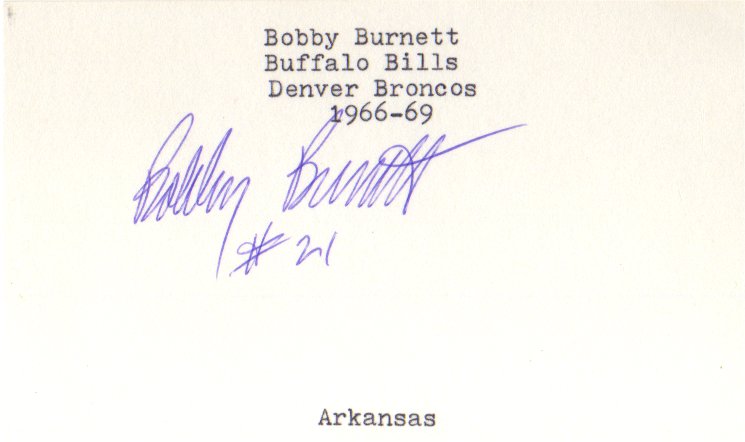 Bobby Burnett
Buffalo Bills
Denver Broncos
1966-69
Bobby Burnett
# 21
Arkansas